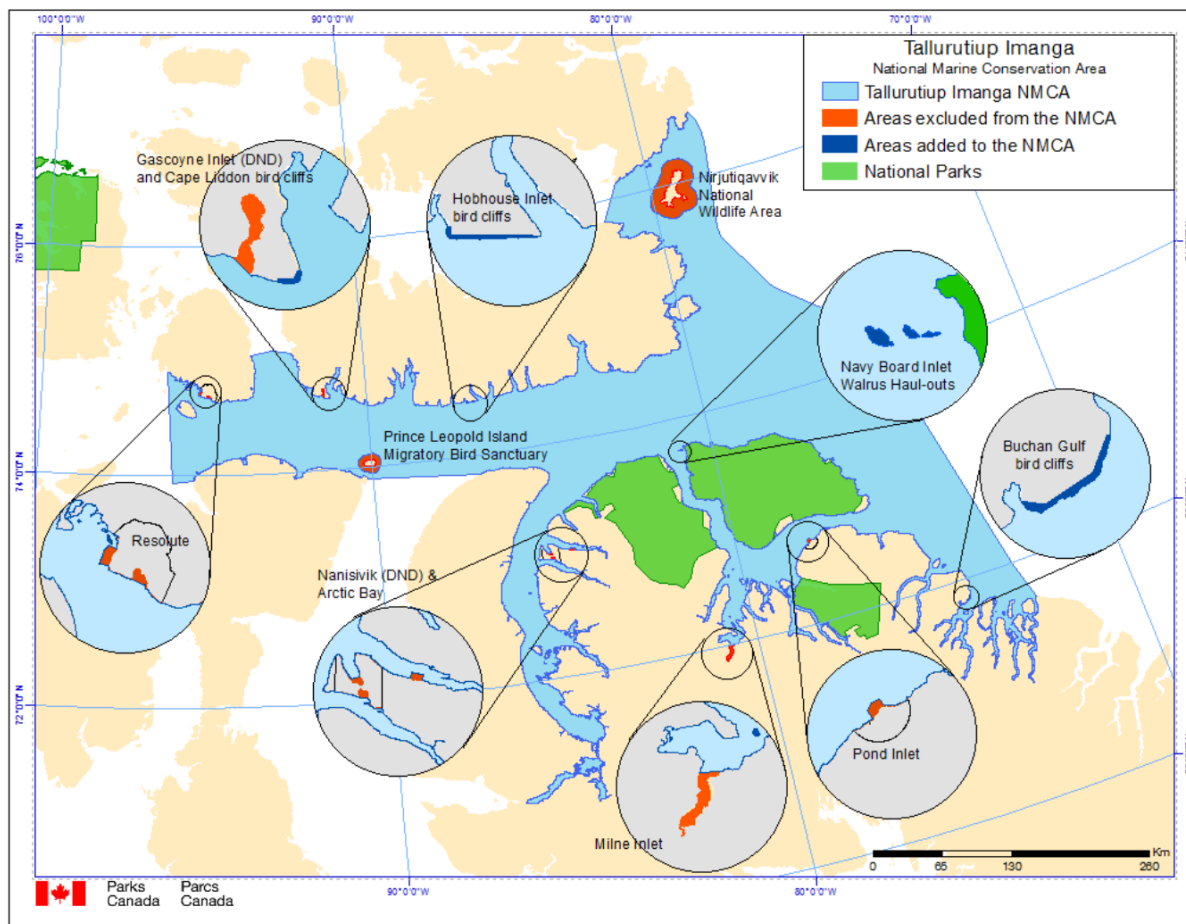 100°0'0"W
90°0'0"W
80°0'0"W
70°0'0"W
Tallurutiup Imanga
National Marine Conservation Area
Tallurutiup Imanga NMCA
Areas excluded from the NMCA
Areas added to the NMCA
National Parks
Gascoyne Inlet (DND)
and Cape Liddon bird cliffs
Hobhouse Inlet
bird cliffs
Nirjutiqavvik
National
Wildlife Area
76°0'0"N
Navy Board Inlet
Walrus Haul-outs
Prince Leopold Island
Migratory Bird Sanctuary
Buchan Gulf
bird cliffs
74°0'0"N
Resolute
Nanisivik (DND) &
Arctic Bay
72°0'0"N
Pond Inlet
Milne Inlet
Km
0 65 130 260
Parks Parcs
Canada Canada
90°0'0"W
80°0'0"W